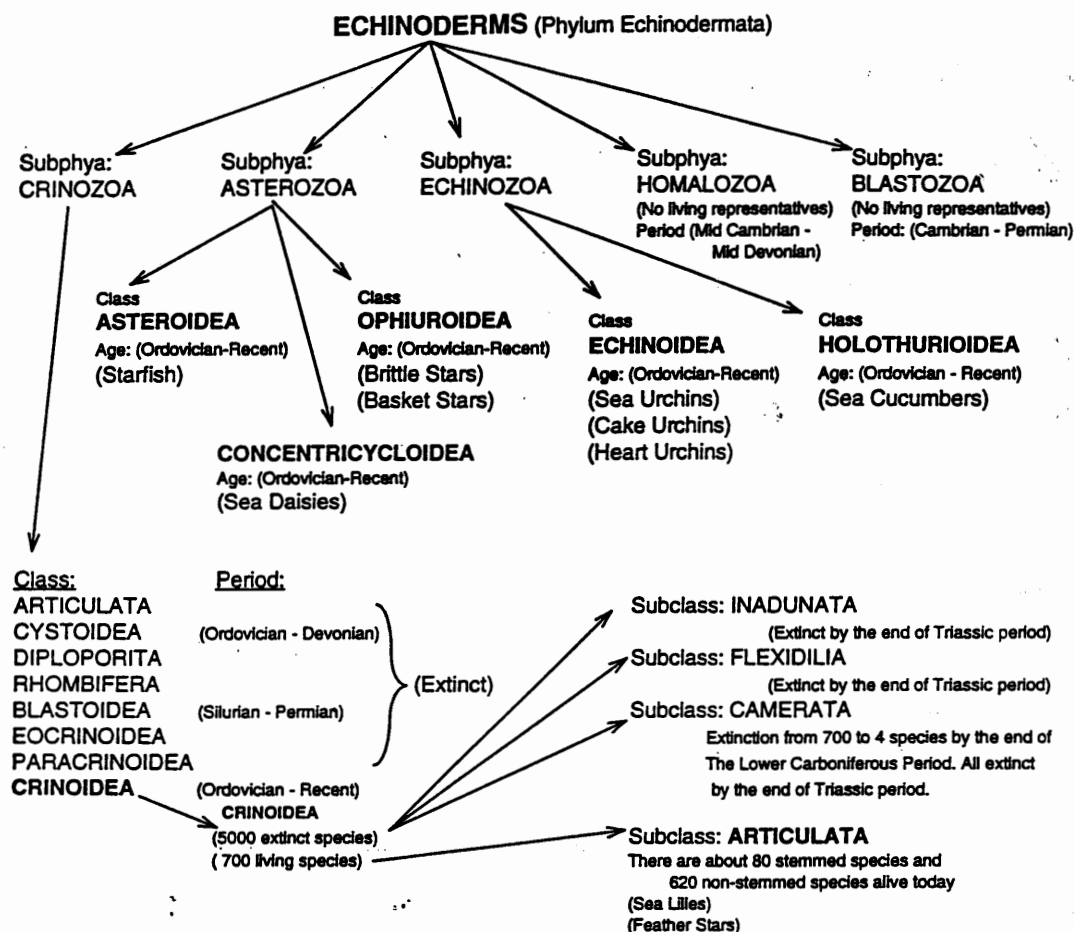 ECHINODERMS (Phylum Echinodermata)
Subphya:
CRINOZOA
Subphya:
ASTEROZOA
Subphya:
ECHINOZOA
Subphya:
HOMALOZOA
(No living representatives)
Period (Mid Cambrian -
Mid Devonian)
Subphya:
BLASTOZOA
(No living representatives)
Period: (Cambrian - Permian)
Class
ASTEROIDEA
Age: (Ordovician-Recent)
(Starfish)
Class
OPHIUROIDEA
Age: (Ordovician-Recent)
(Brittle Stars)
(Basket Stars)
Class
ECHINOIDEA
Age: (Ordovician-Recent)
(Sea Urchins)
(Cake Urchins)
(Heart Urchins)
Class
HOLOTHURIOIDEA
Age: (Ordovician - Recent)
(Sea Cucumbers)
CONCENTRICYCLOIDEA
Age: (Ordovician-Recent)
(Sea Daisies)
Class: Period:
ARTICULATA
CYSTOIDEA (Ordovician - Devonian)
DIPLOPORITA
RHOMBIFERA
BLASTOIDEA (Silurian - Permian)
EOCRINOIDEA
PARACRINOIDEA
(Extinct)
CRINOIDEA (Ordovician - Recent)
CRINOIDEA
(5000 extinct species)
( 700 living species)
Subclass: INADUNATA
(Extinct by the end of Triassic period)
Subclass: FLEXIDILIA
(Extinct by the end of Triassic period)
Subclass: CAMERATA
Extinction from 700 to 4 species by the end of
The Lower Carboniferous Period. All extinct
by the end of Triassic period.
Subclass: ARTICULATA
There are about 80 stemmed species and
620 non-stemmed species alive today
(Sea Lilles)
(Feather Stars)